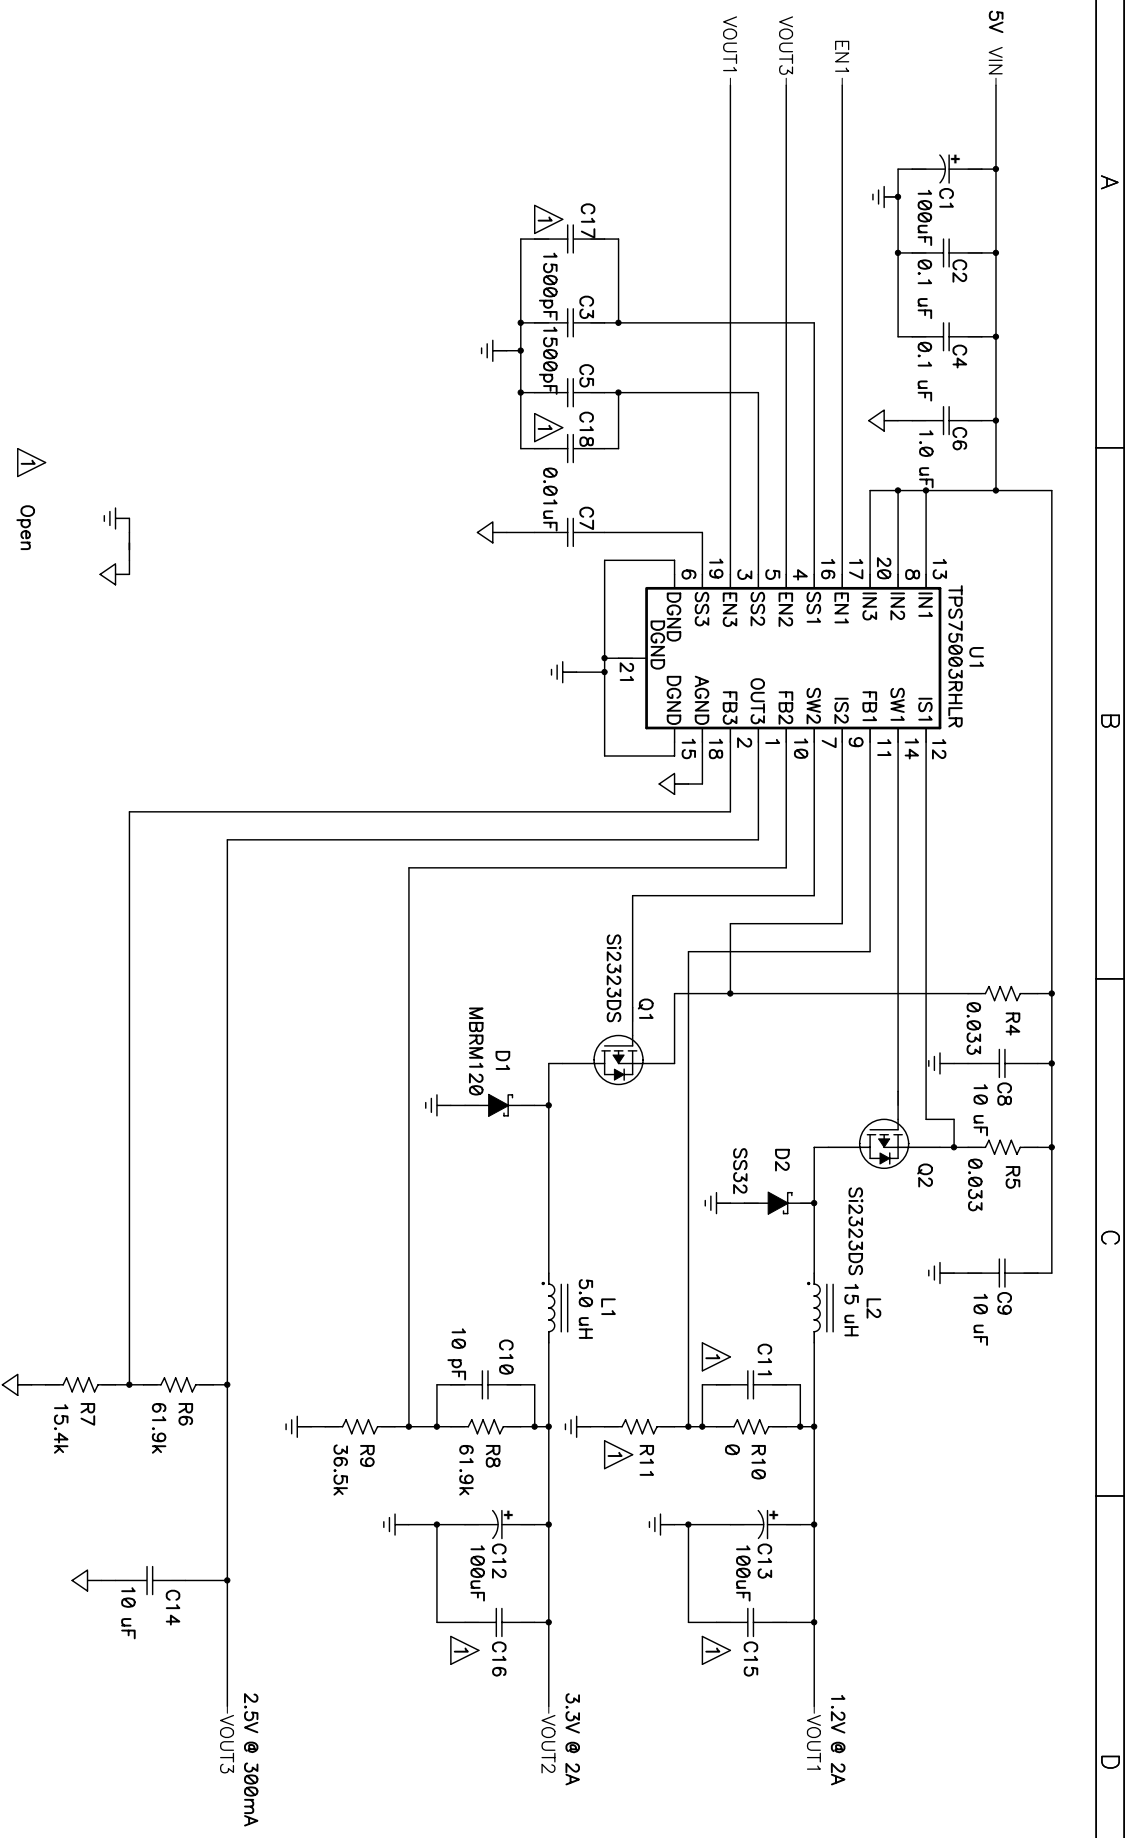 A
B
C
D
5V VIN
EN1
VOUT3
VOUT1
C1
100uF
C2
0.1 uF
C4
0.1 uF
C6
1.0 uF
C17
1
1500pF
C3
1500pF
C5
C18
1
0.01uF
C7
U1
TPS75003RHLR
13
8
20
17
16
4
5
3
19
6
IN1
IN2
IN3
EN1
SS1
EN2
SS2
EN3
SS3
DGND
DGND
21
IS1
SW1
FB1
IS2
SW2
FB2
OUT3
FB3
AGND
DGND
12
14
11
9
7
10
1
2
18
15
R4
0.033
C8
10 uF
R5
0.033
C9
10 uF
Q1
Si2323DS
Q2
Si2323DS
D1
MBRM120
D2
SS32
L2
15 uH
L1
5.0 uH
C11
1
R10
0
R11
1
C10
10 pF
R8
61.9k
R9
36.5k
R6
61.9k
R7
15.4k
+
C13
100uF
C15
1
+
C12
100uF
C16
1
C14
10 uF
+
1.2V @ 2A
VOUT1
3.3V @ 2A
VOUT2
2.5V @ 300mA
VOUT3
1 Open